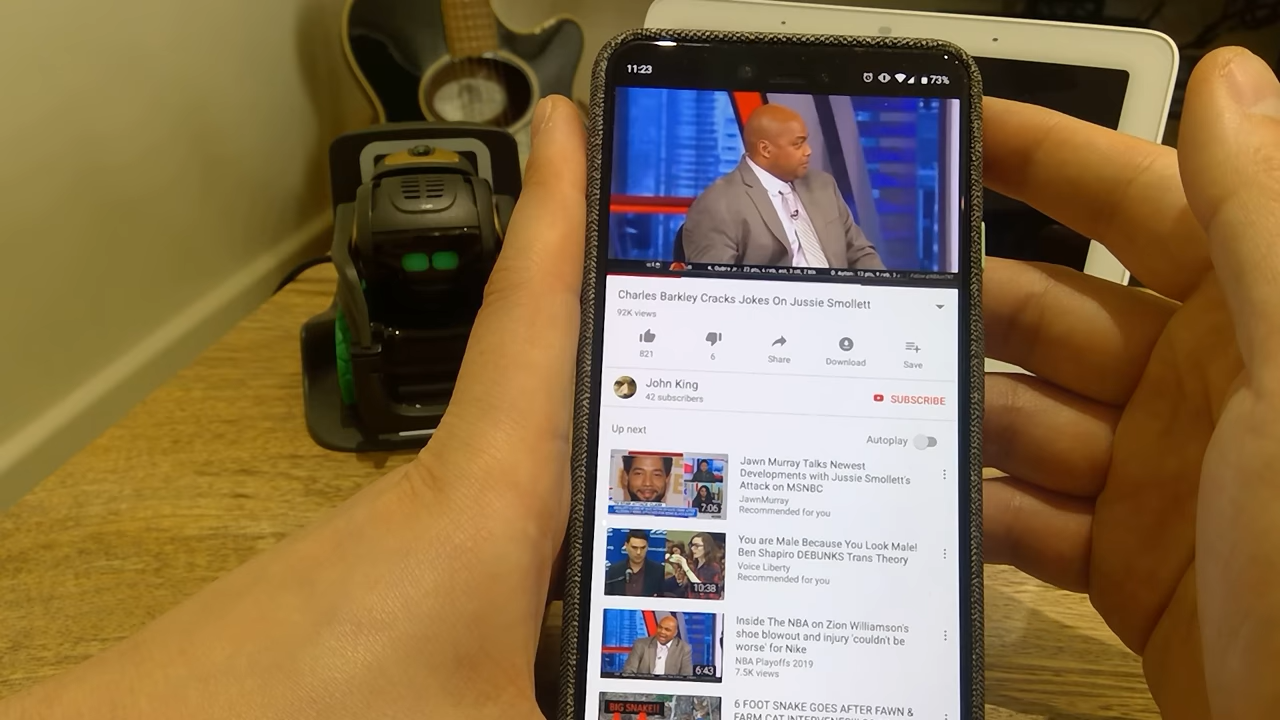 11:23
73%
Charles Barkley Cracks Jokes On Jussie Smollett
92K views
821
6
Share
Download
Save
John King
42 subscribers
SUBSCRIBE
Up next
Autoplay
7:06
Jawn Murray Talks Newest
Developments with Jussie Smollett's
Attack on MSNBC
JawnMurray
Recommended for you
10:38
You are Male Because You Look Male!
Ben Shapiro DEBUNKS Trans Theory
Voice Liberty
Recommended for you
6:43
Inside The NBA on Zion Williamson's
shoe blowout and injury 'couldn't be
worse' for Nike
NBA Playoffs 2019
7.5K views
BIG SNAKE!!
6 FOOT SNAKE GOES AFTER FAWN &